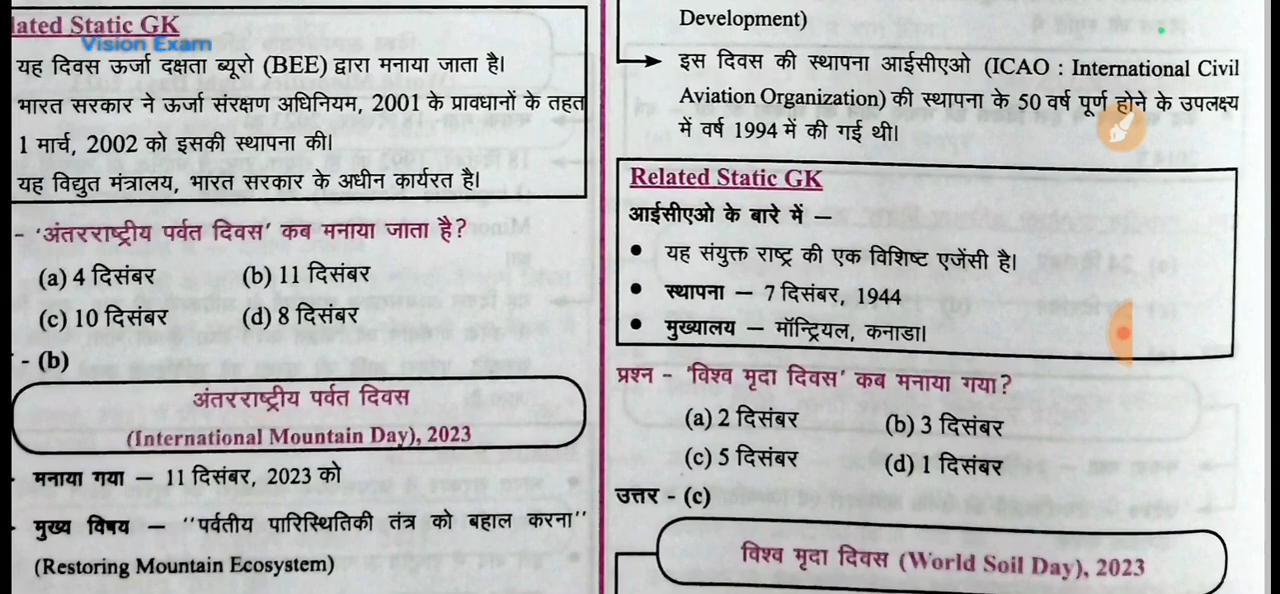 lated Static GK
Vision Exam
यह दिवस ऊर्जा दक्षता ब्यूरो (BEE) द्वारा मनाया जाता है।
भारत सरकार ने ऊर्जा संरक्षण अधिनियम, 2001 के प्रावधानों के तहत
1 मार्च, 2002 को इसकी स्थापना की।
यह विद्युत मंत्रालय, भारत सरकार के अधीन कार्यरत है।
- 'अंतरराष्ट्रीय पर्वत दिवस' कब मनाया जाता है?
(a) 4 दिसंबर (b) 11 दिसंबर
(c) 10 दिसंबर (d) 8 दिसंबर
- (b)
अंतरराष्ट्रीय पर्वत दिवस
(International Mountain Day), 2023
मनाया गया – 11 दिसंबर, 2023 को
मुख्य विषय – ''पर्वतीय पारिस्थितिकी तंत्र को बहाल करना''
(Restoring Mountain Ecosystem)
Development)
इस दिवस की स्थापना आईसीएओ (ICAO : International Civil
Aviation Organization) की स्थापना के 50 वर्ष पूर्ण होने के उपलक्ष्य
में वर्ष 1994 में की गई थी।
Related Static GK
आईसीएओ के बारे में –
• यह संयुक्त राष्ट्र की एक विशिष्ट एजेंसी है।
• स्थापना – 7 दिसंबर, 1944
• मुख्यालय – मॉन्ट्रियल, कनाडा।
प्रश्न - 'विश्व मृदा दिवस' कब मनाया गया?
(a) 2 दिसंबर (b) 3 दिसंबर
(c) 5 दिसंबर (d) 1 दिसंबर
उत्तर - (c)
विश्व मृदा दिवस (World Soil Day), 2023